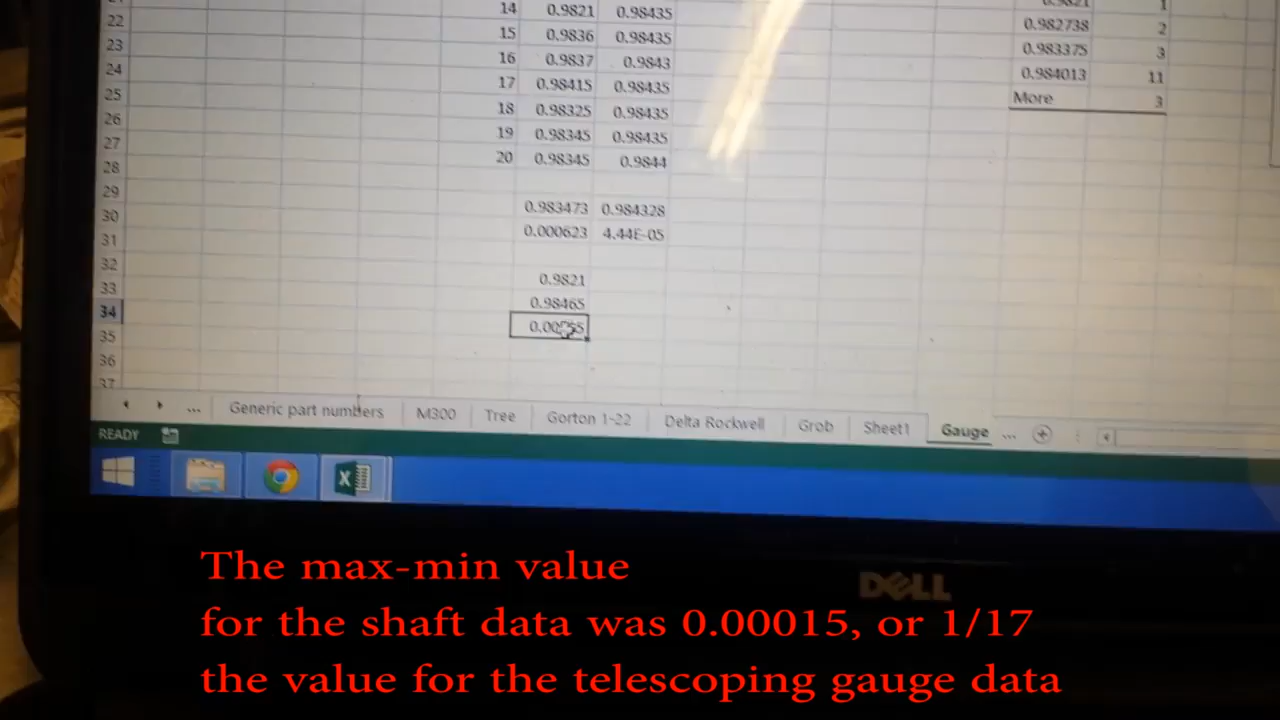 22 14 0.9821 0.98435 0.982738 2
23 15 0.9836 0.98435 0.983375 3
24 16 0.9837 0.9843 0.984013 11
25 17 0.98415 0.98435 More 3
26 18 0.98325 0.98435
27 19 0.98345 0.98435
28 20 0.98345 0.9844
29
30 0.983473 0.984328
31 0.000623 4.44E-05
32
33 0.9821
34 0.98465
35
36
37
... Generic part numbers M300 Tree Gorton 1-22 Delta Rockwell Grob Sheet1 Gauge ...
READY
DELL
The max-min value
for the shaft data was 0.00015, or 1/17
the value for the telescoping gauge data